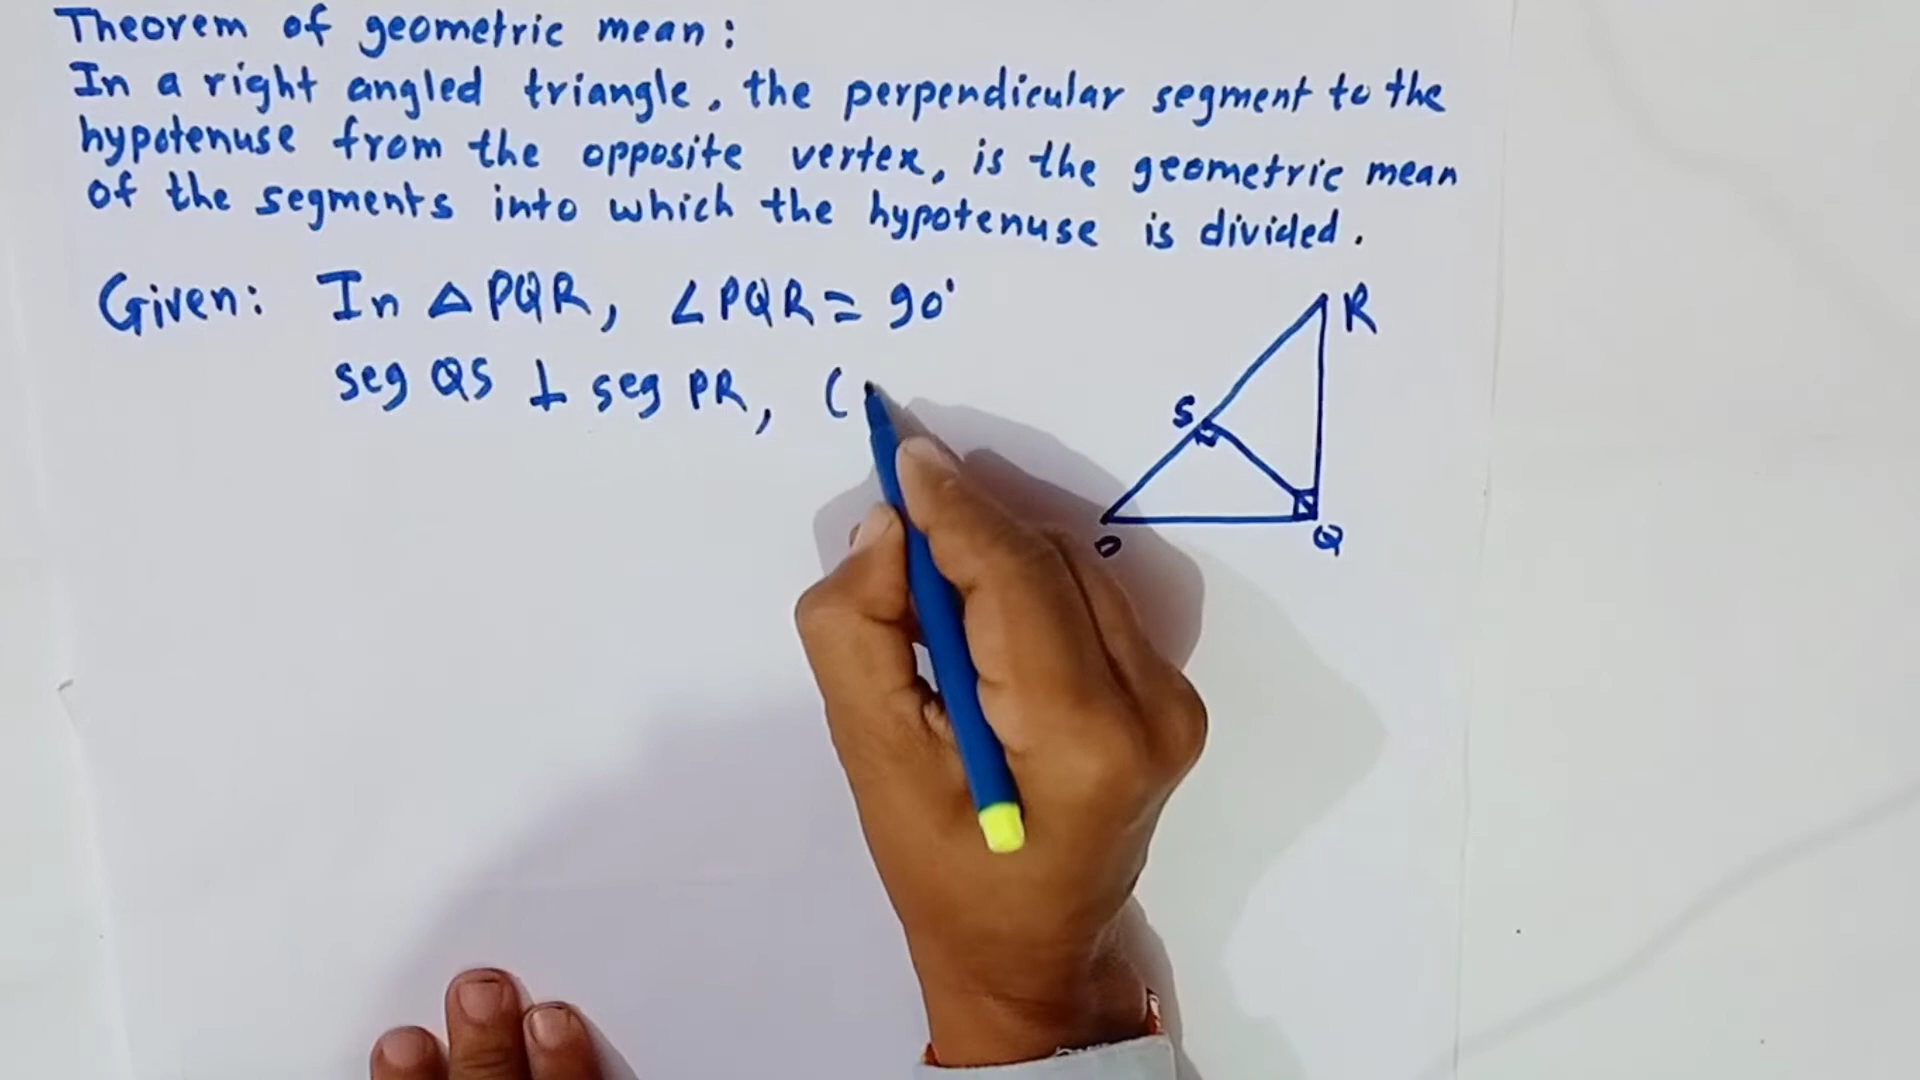 Theorem of geometric mean:
In a right angled triangle, the perpendicular segment to the
hypotenuse from the opposite vertex, is the geometric mean
of the segments into which the hypotenuse is divided.
Given: In △PQR, ∠PQR = 90°
seg QS ⊥ seg PR, (
R
S
Q